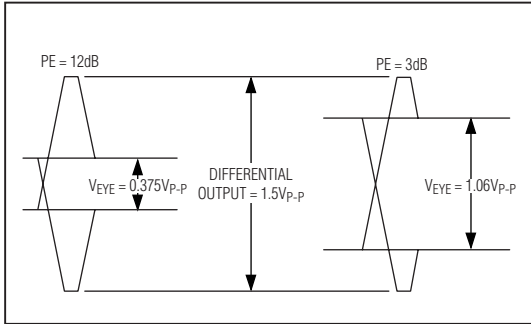 PE = 12dB
PE = 3dB
DIFFERENTIAL
OUTPUT = 1.5VP-P
VEYE = 0.375VP-P
VEYE = 1.06VP-P